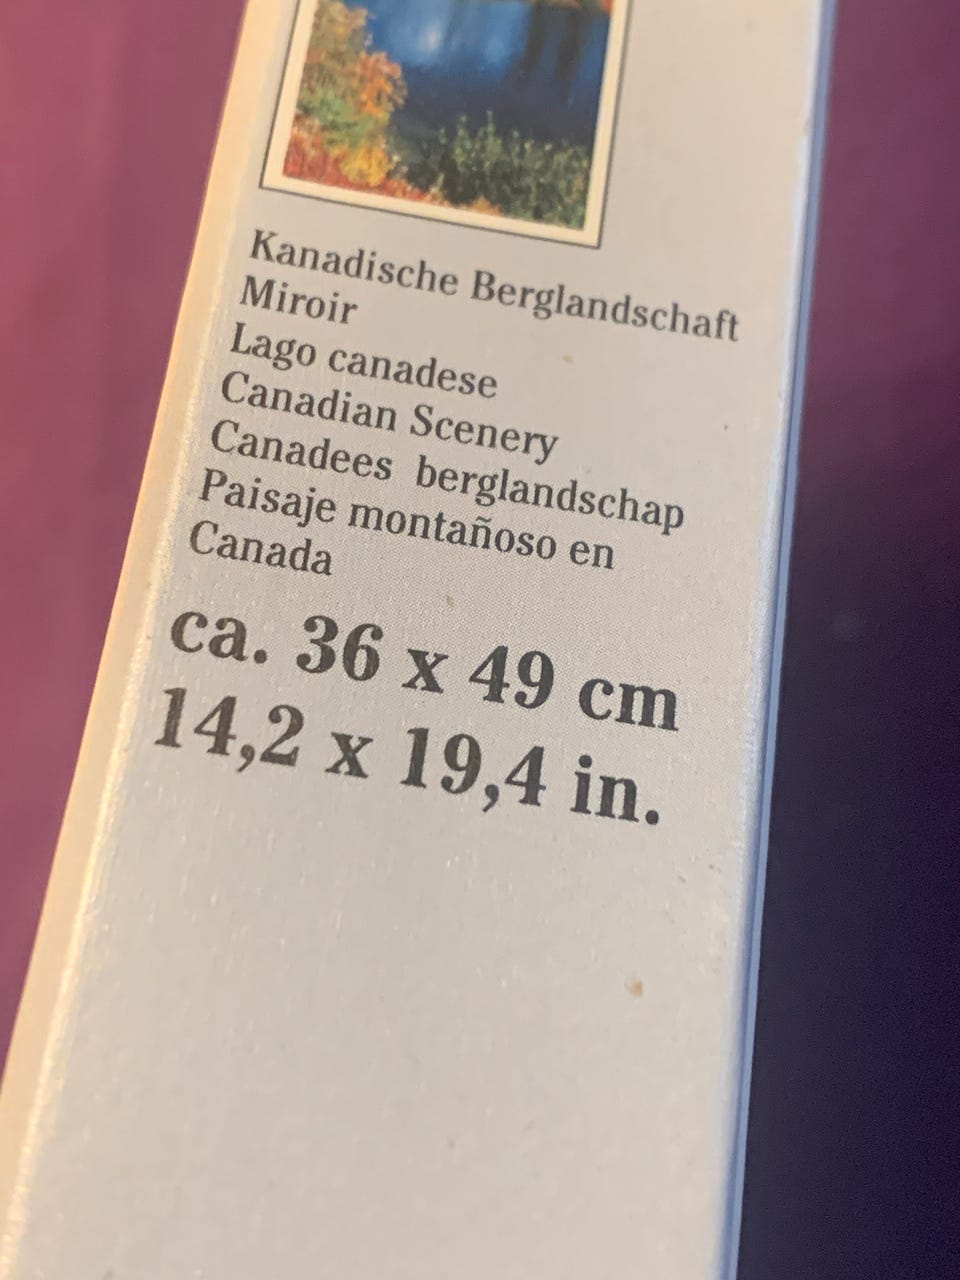 Kanadische Berglandschaft
Miroir
Lago canadese
Canadian Scenery
Canadees berglandschap
Paisaje montañoso en
Canada
ca. 36 x 49 cm
14,2 x 19,4 in.